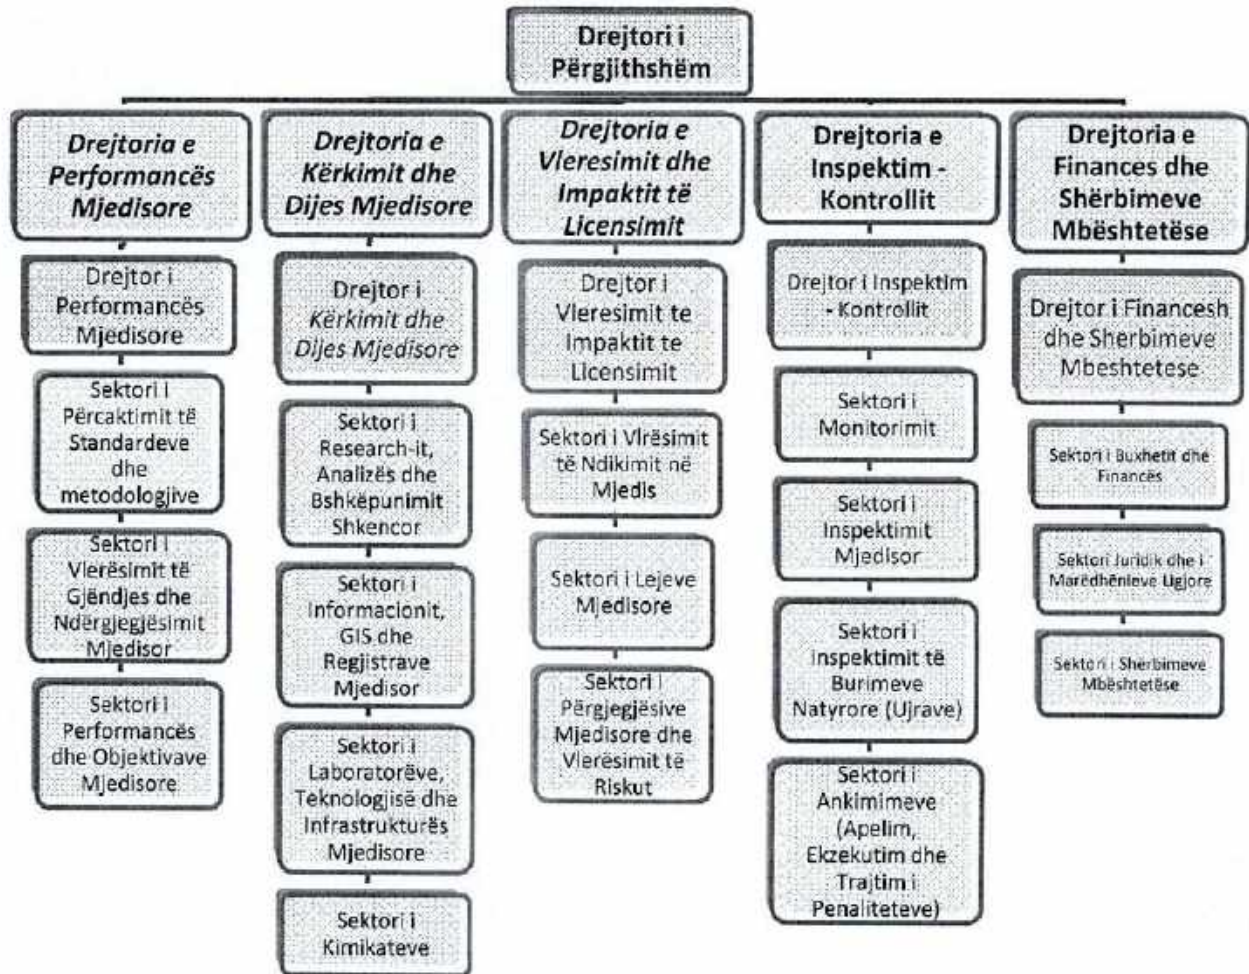 Drejtori i
Përgjithshëm
Drejtoria e
Performancës
Mjedisore
Drejtor i
Performancës
Mjedisore
Sektori i
Përcaktimit të
Standardeve
dhe
metodologjive
Sektori i
Vlerësimit të
Gjëndjes dhe
Ndërgjegjësimit
Mjedisor
Sektori i
Performancës
dhe Objektivave
Mjedisore
Drejtoria e
Kërkimit dhe
Dijes Mjedisore
Drejtor i
Kërkimit dhe
Dijes Mjedisore
Sektori i
Research-it,
Analizës dhe
Bshkëpunimit
Shkencor
Sektori i
Informacionit,
GIS dhe
Regjistrave
Mjedisor
Sektori i
Laboratorëve,
Teknologjisë dhe
Infrastrukturës
Mjedisore
Sektori i
Kimikateve
Drejtoria e
Vleresimit dhe
Impaktit të
Licensimit
Drejtor i
Vleresimit te
Impaktit te
Licensimit
Sektori i Vlrësimit
të Ndikimit në
Mjedis
Sektori i Lejeve
Mjedisore
Sektori i
Përgjegjësive
Mjedisore dhe
Vlerësimit të
Riskut
Drejtoria e
Inspektim -
Kontrollit
Drejtor i Inspektim
- Kontrollit
Sektori i
Monitorimit
Sektori i
Inspektimit
Mjedisor
Sektori i
Inspektimit të
Burimeve
Natyrore (Ujrave)
Sektori i
Ankimimeve
(Apelim,
Ekzekutim dhe
Trajtim i
Penaliteteve)
Drejtoria e
Finances dhe
Shërbimeve
Mbështetëse
Drejtor i Financesh
dhe Sherbimeve
Mbeshtetese
Sektori i Buxhetit dhe
Financës
Sektori Juridik dhe i
Marëdhënieve Ligjore
Sektori i Shërbimeve
Mbështetëse